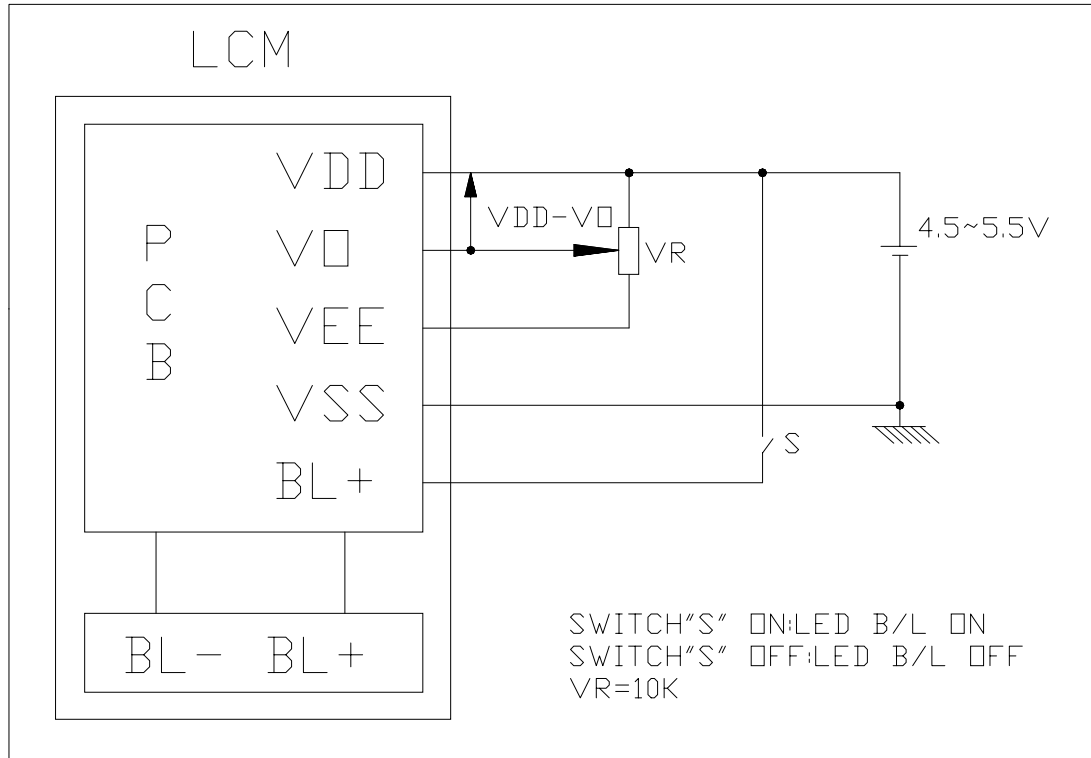 LCM
VDD
VDD-VO
4.5~5.5V
VO
VR
P
C
B
VEE
VSS
S
BL+
BL- BL+
SWITCH"S" ON:LED B/L ON
SWITCH"S" OFF:LED B/L OFF
VR=10K